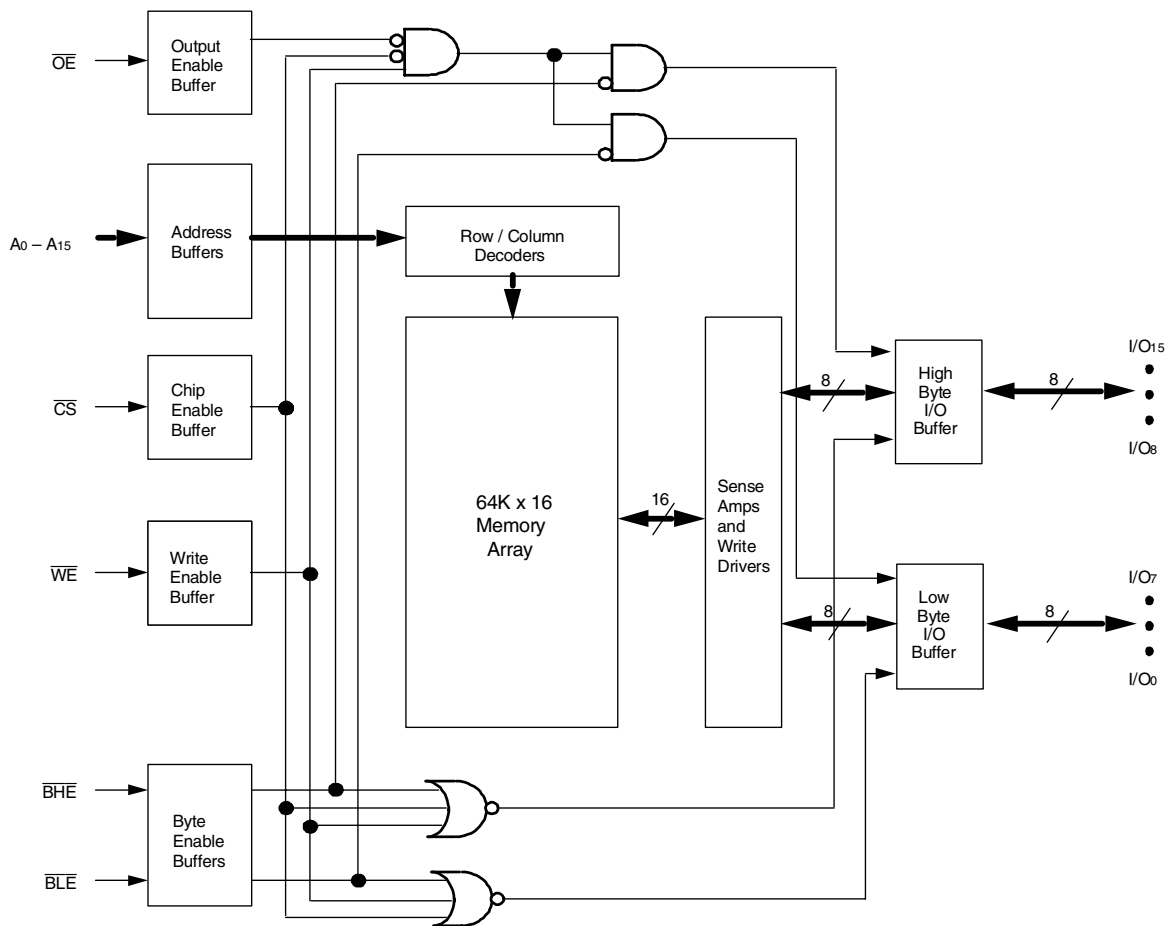 OE
Output
Enable
Buffer
A0 – A15
Address
Buffers
Row / Column
Decoders
CS
Chip
Enable
Buffer
64K x 16
Memory
Array
16
Sense
Amps
and
Write
Drivers
8
High
Byte
I/O
Buffer
8
I/O15
I/O8
WE
Write
Enable
Buffer
8
Low
Byte
I/O
Buffer
8
I/O7
I/O0
BHE
Byte
Enable
Buffers
BLE